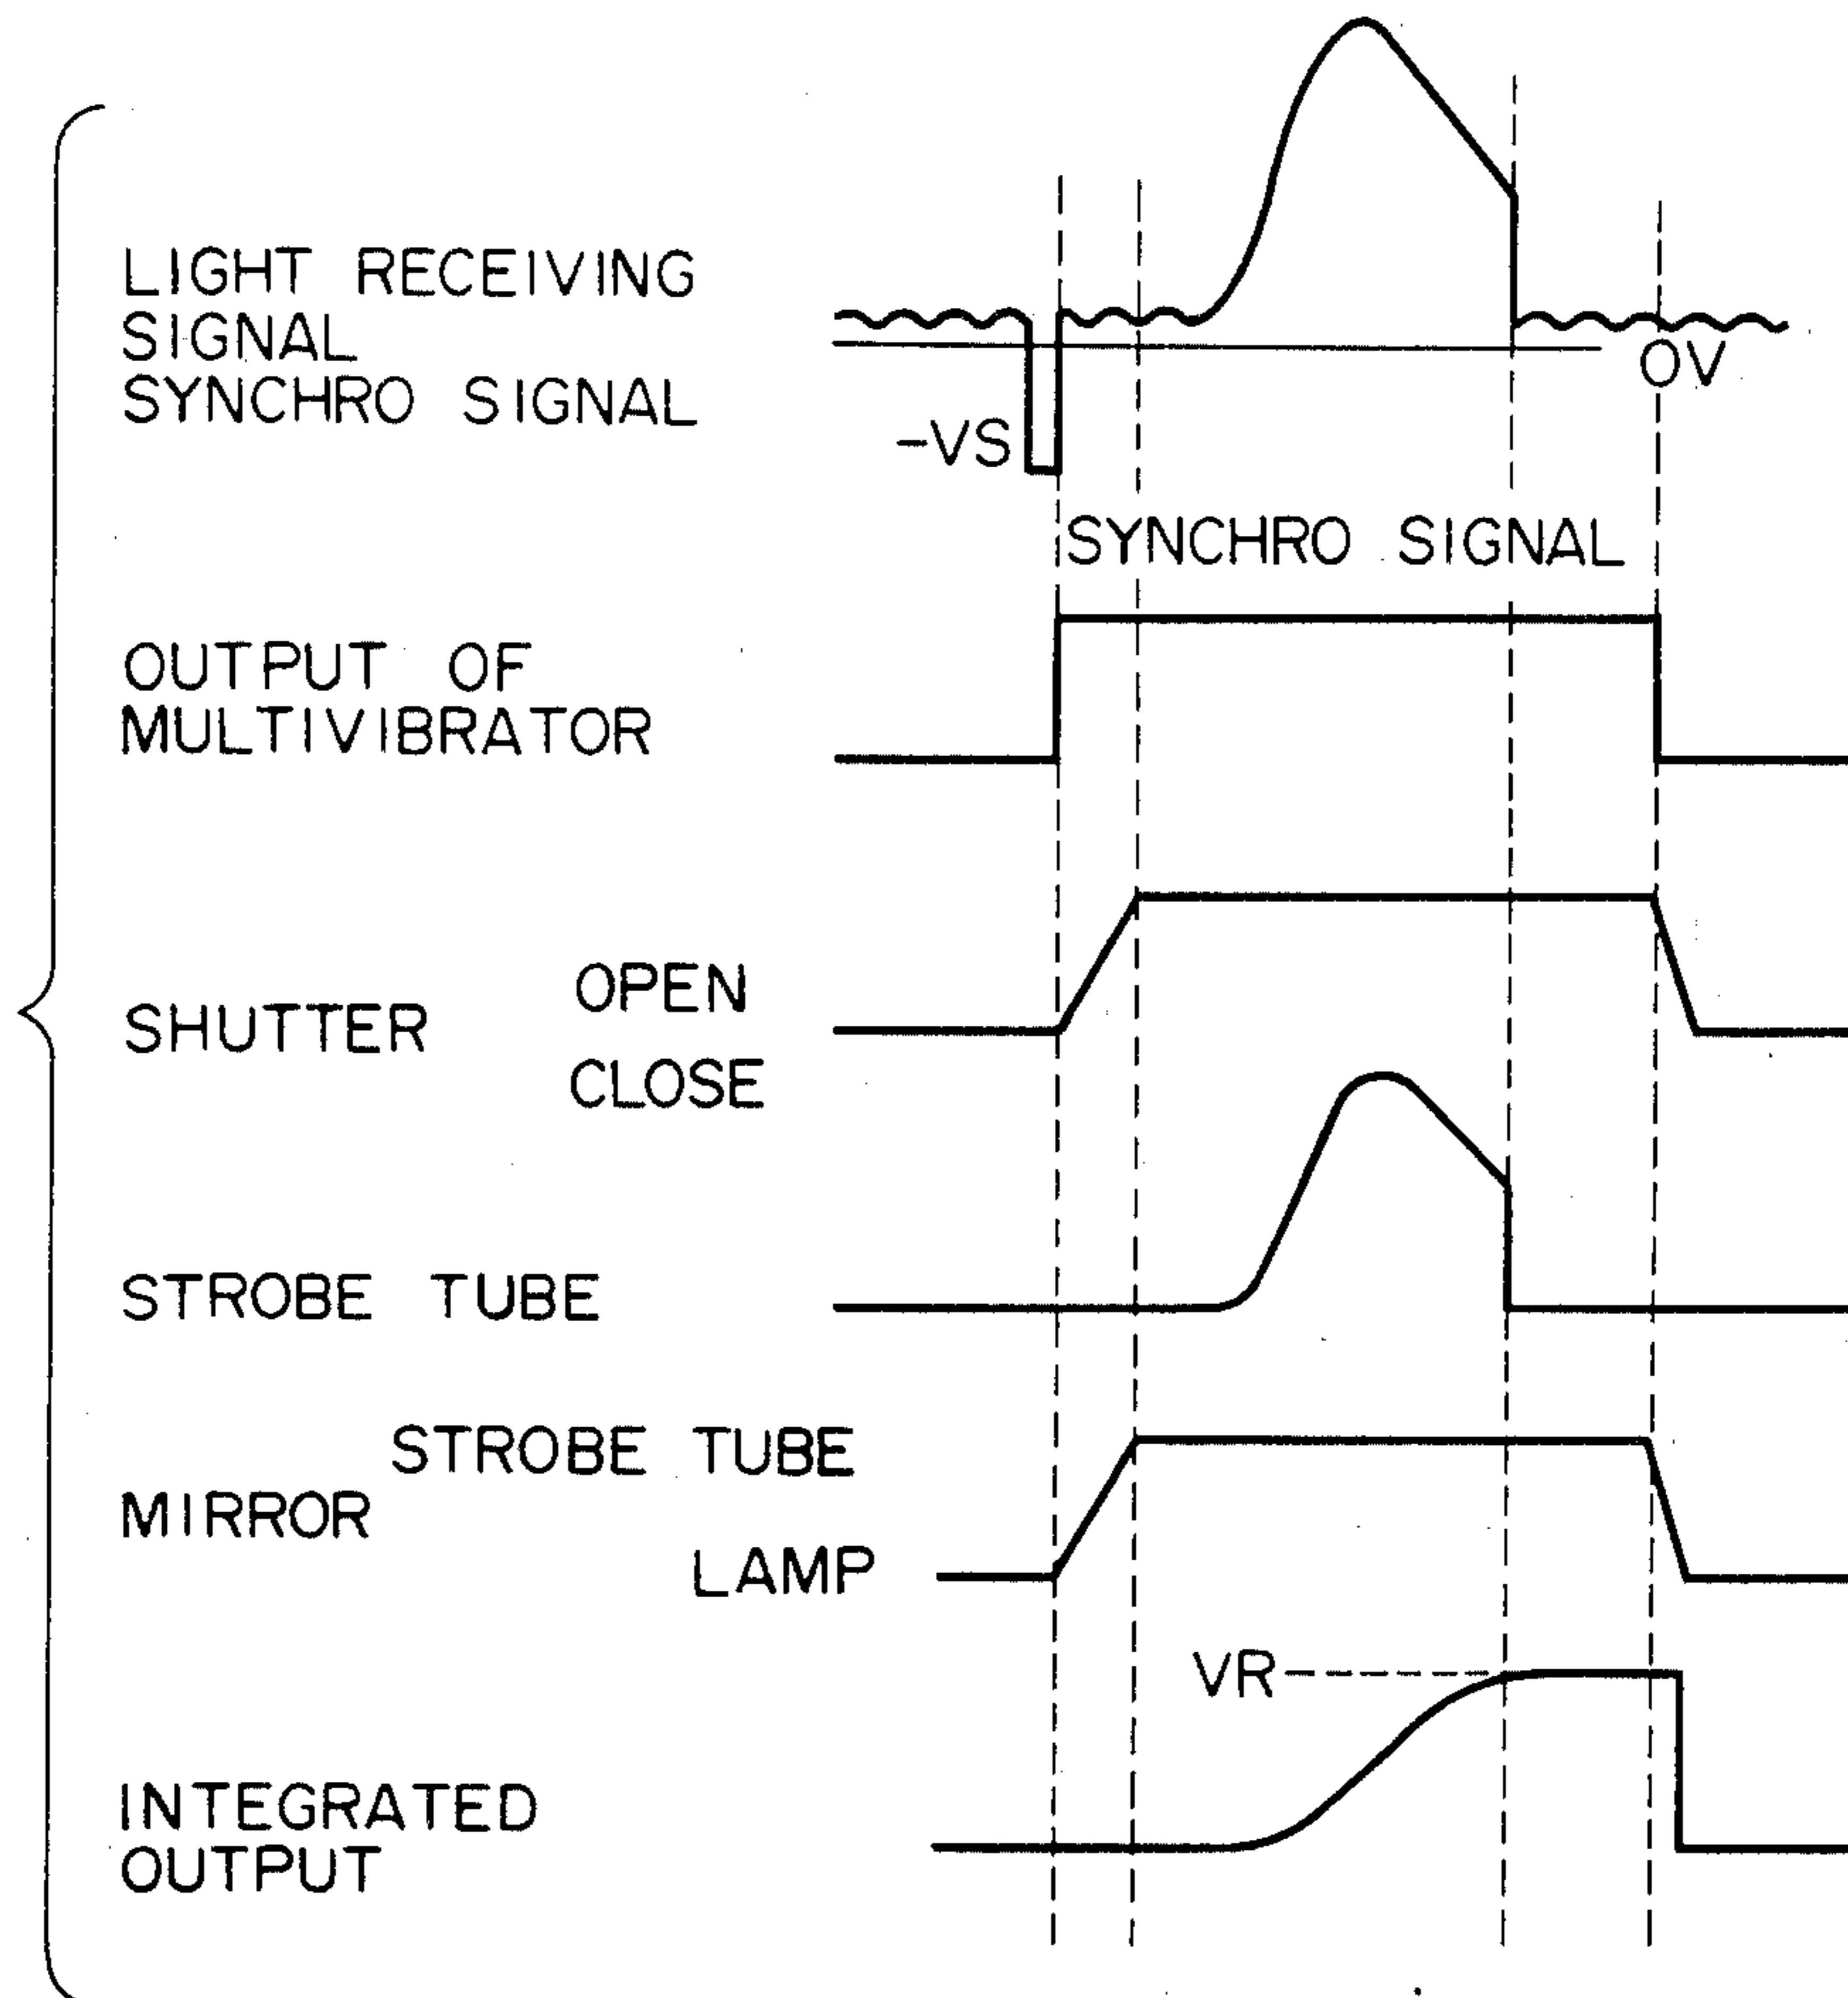 LIGHT RECEIVING
SIGNAL
SYNCHRO SIGNAL
OV
-VS
SYNCHRO SIGNAL
OUTPUT OF
MULTIVIBRATOR
SHUTTER
OPEN
CLOSE
STROBE TUBE
STROBE TUBE
MIRROR
LAMP
VR
INTEGRATED
OUTPUT